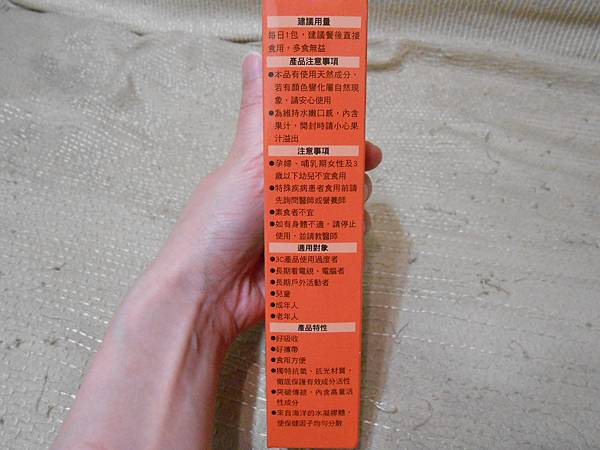 建議用量
每日1包，建議餐後直接
食用，多食無益
產品注意事項
●本品有使用天然成分，
若有顏色變化屬自然現
象，請安心使用
●為維持水嫩口感，內含
果汁，開封時請小心果
汁溢出
注意事項
●孕婦、哺乳期女性及3
歲以下幼兒不宜食用
●特殊疾病患者食用前請
先詢問醫師或營養師
●素食者不宜
●如有身體不適，請停止
使用，並請教醫師
適用對象
●3C產品使用過度者
●長期看電視、電腦者
●長期戶外活動者
●兒童
●成年人
●老年人
產品特性
●好吸收
●好攜帶
●食用方便
●獨特抗氧、抗光材質，
徹底保護有效成分活性
●突破傳統，內含高量活
性成分
●來自海洋的水凝膠體，
使保健因子均勻分散